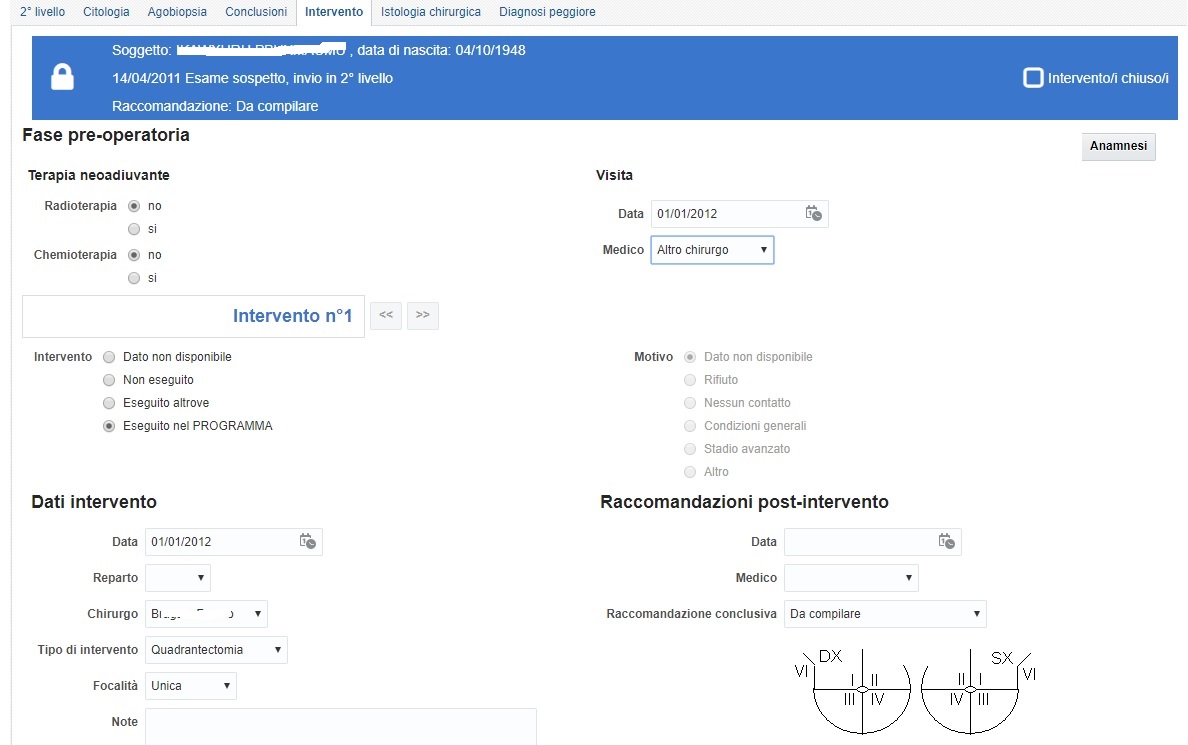 2° livello Citologia Agobiopsia Conclusioni Intervento Istologia chirurgica Diagnosi peggiore
Soggetto: , data di nascita: 04/10/1948
14/04/2011 Esame sospetto, invio in 2° livello
Intervento/i chiuso/i
Raccomandazione: Da compilare
Fase pre-operatoria
Anamnesi
Terapia neoadiuvante
Radioterapia no
si
Chemioterapia no
si
Visita
Data 01/01/2012
Medico Altro chirurgo
Intervento n°1 << >>
Intervento Dato non disponibile
Non eseguito
Eseguito altrove
Eseguito nel PROGRAMMA
Motivo Dato non disponibile
Rifiuto
Nessun contatto
Condizioni generali
Stadio avanzato
Altro
Dati intervento
Data 01/01/2012
Reparto
Chirurgo
Tipo di intervento Quadrantectomia
Focalità Unica
Note
Raccomandazioni post-intervento
Data
Medico
Raccomandazione conclusiva Da compilare
DX SX
VI I II II I VI
III IV IV III